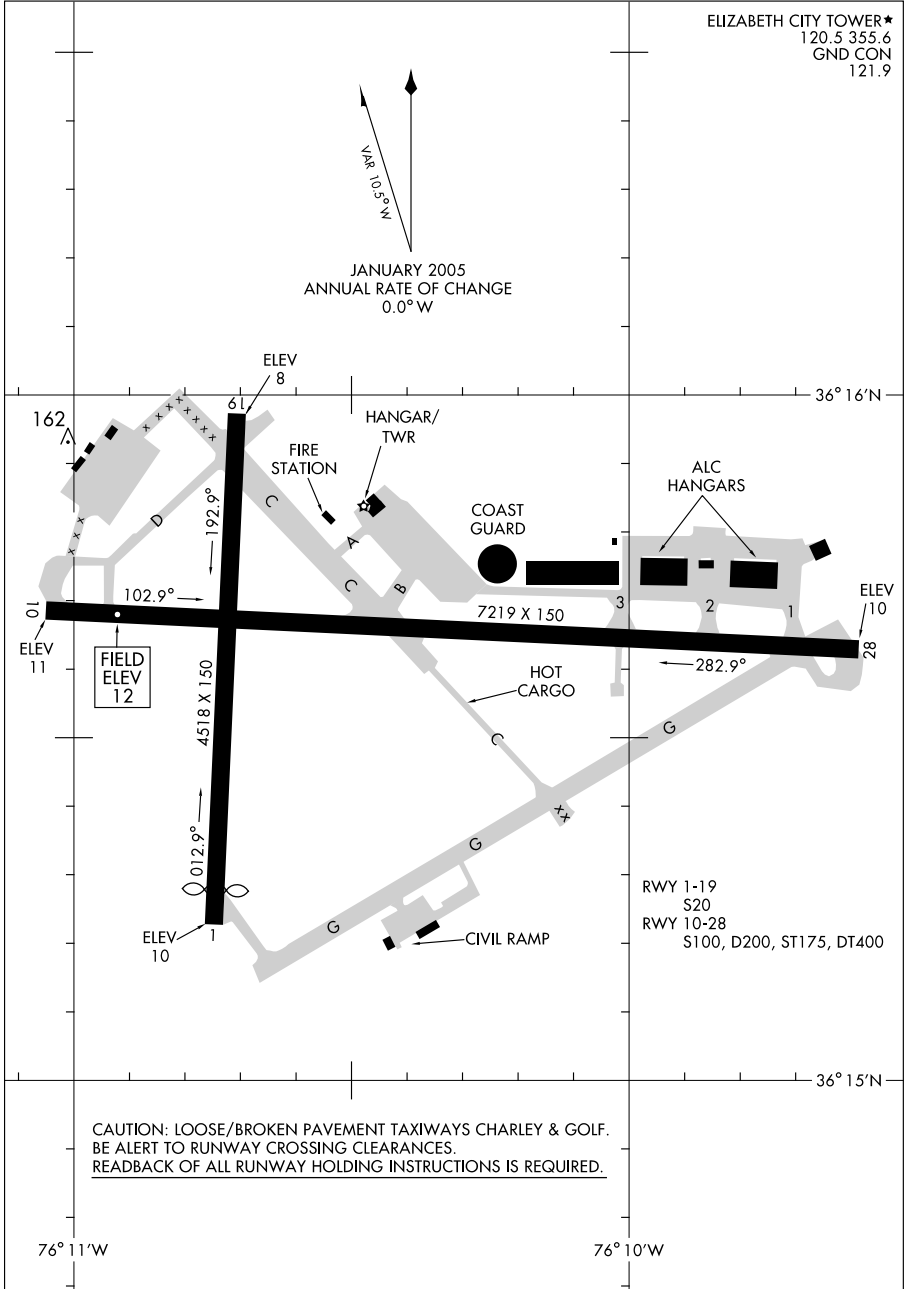 ELIZABETH CITY TOWER★
120.5 355.6
GND CON
121.9
VAR 10.5° W
JANUARY 2005
ANNUAL RATE OF CHANGE
0.0° W
ELEV
8
36° 16'N
162
19
HANGAR/
TWR
FIRE
STATION
ALC
HANGARS
COAST
GUARD
C
D
192.9°
A
C
B
102.9°
7219 X 150
3
2
1
10
ELEV
10
28
ELEV
11
FIELD
ELEV
12
282.9°
HOT
CARGO
4518 X 150
G
C
012.9°
G
RWY 1-19
S20
RWY 10-28
S100, D200, ST175, DT400
G
1
ELEV
10
CIVIL RAMP
36° 15'N
CAUTION: LOOSE/BROKEN PAVEMENT TAXIWAYS CHARLEY & GOLF.
BE ALERT TO RUNWAY CROSSING CLEARANCES.
READBACK OF ALL RUNWAY HOLDING INSTRUCTIONS IS REQUIRED.
76° 11'W
76° 10'W